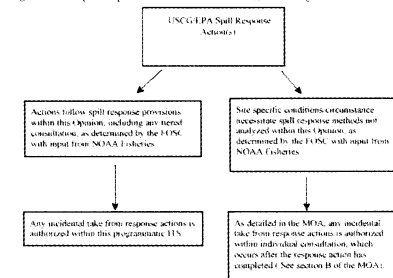 USCG/EPA Spill Response
Action(s)
Actions follow spill response provisions
within this Opinion, including any tiered
consultation, as determined by the FOSC
with input from NOAA Fisheries
Site specific conditions/circumstance
necessitate spill response methods not
analyzed within this Opinion, as
determined by the FOSC with input from
NOAA Fisheries
Any incidental take from response actions is
authorized within this programmatic ITS
As detailed in the MOA, any incidental
take from response actions is authorized
within individual consultation, which
occurs after the response action has
completed (See section B of the MOA).